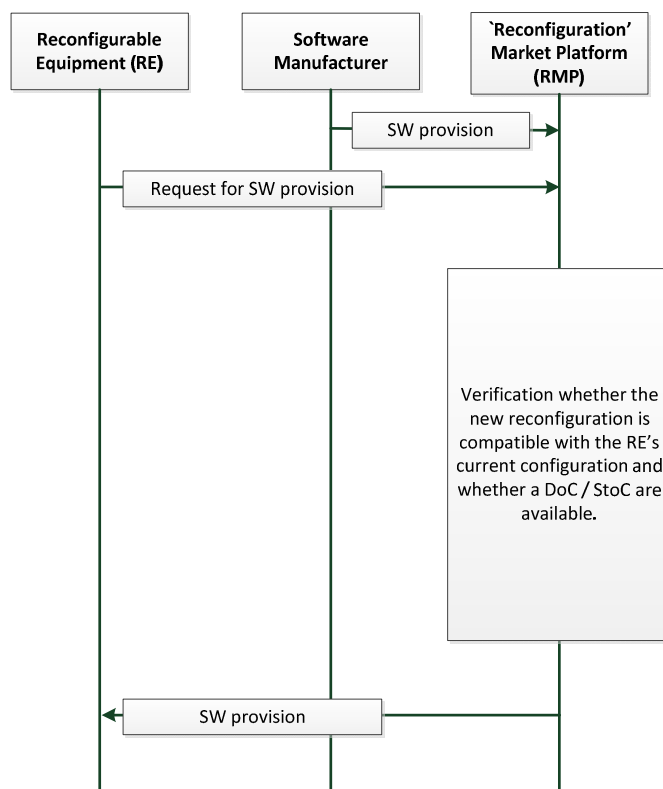 Reconfigurable
Equipment (RE)
Software
Manufacturer
`Reconfiguration'
Market Platform
(RMP)
SW provision
Request for SW provision
Verification whether the
new reconfiguration is
compatible with the RE's
current configuration and
whether a DoC / StoC are
available.
SW provision